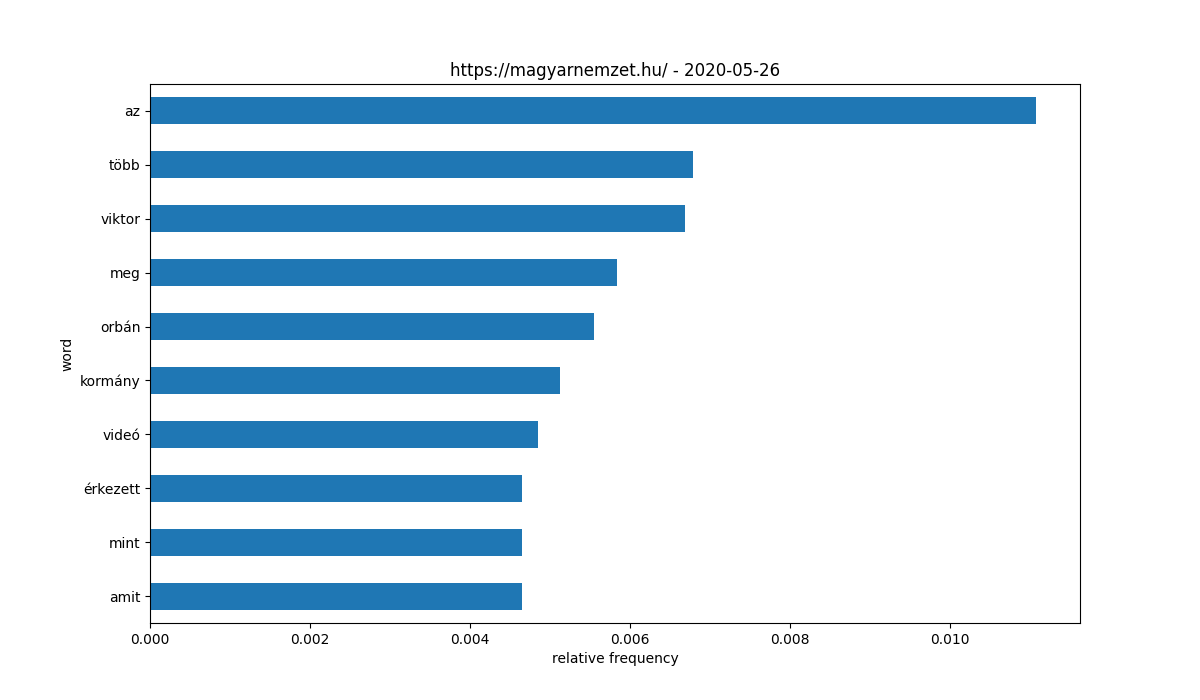 https://magyarnemzet.hu/ - 2020-05-26
az
több
viktor
meg
orbán
word
kormány
videó
érkezett
mint
amit
0.000 0.002 0.004 0.006 0.008 0.010
relative frequency